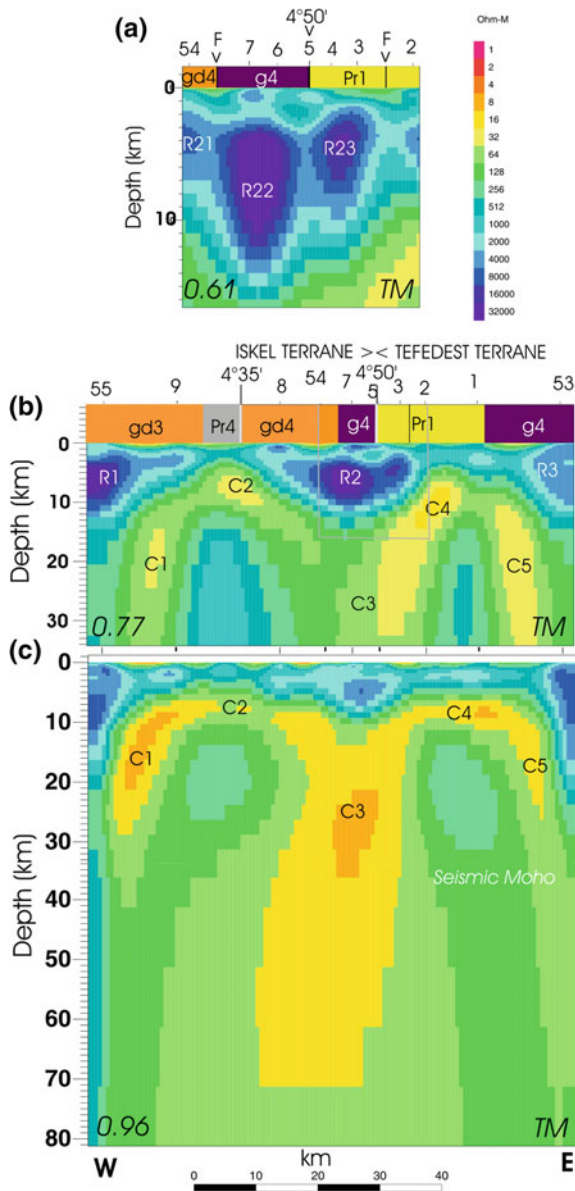 (a)
4°50'
54 F 7 6 5 4 3 F 2
gd4 g4 Pr1
0
10
Depth (km)
R21 R22 R23
0.61 TM
Ohm-M
1
2
4
8
16
32
64
128
256
512
1000
2000
4000
8000
16000
32000
ISKEL TERRANE >< TEFEDEST TERRANE
(b)
4°35' 4°50'
55 9 8 54 7 5 3 2 1 53
gd3 Pr4 gd4 g4 Pr1 g4
0
10
20
30
Depth (km)
R1 R2 R3
C1 C2 C3 C4 C5
0.77 TM
(c)
0
10
20
30
40
50
60
70
80
Depth (km)
C1 C2 C3 C4 C5
Seismic Moho
0.96 TM
W km E
0 10 20 30 40